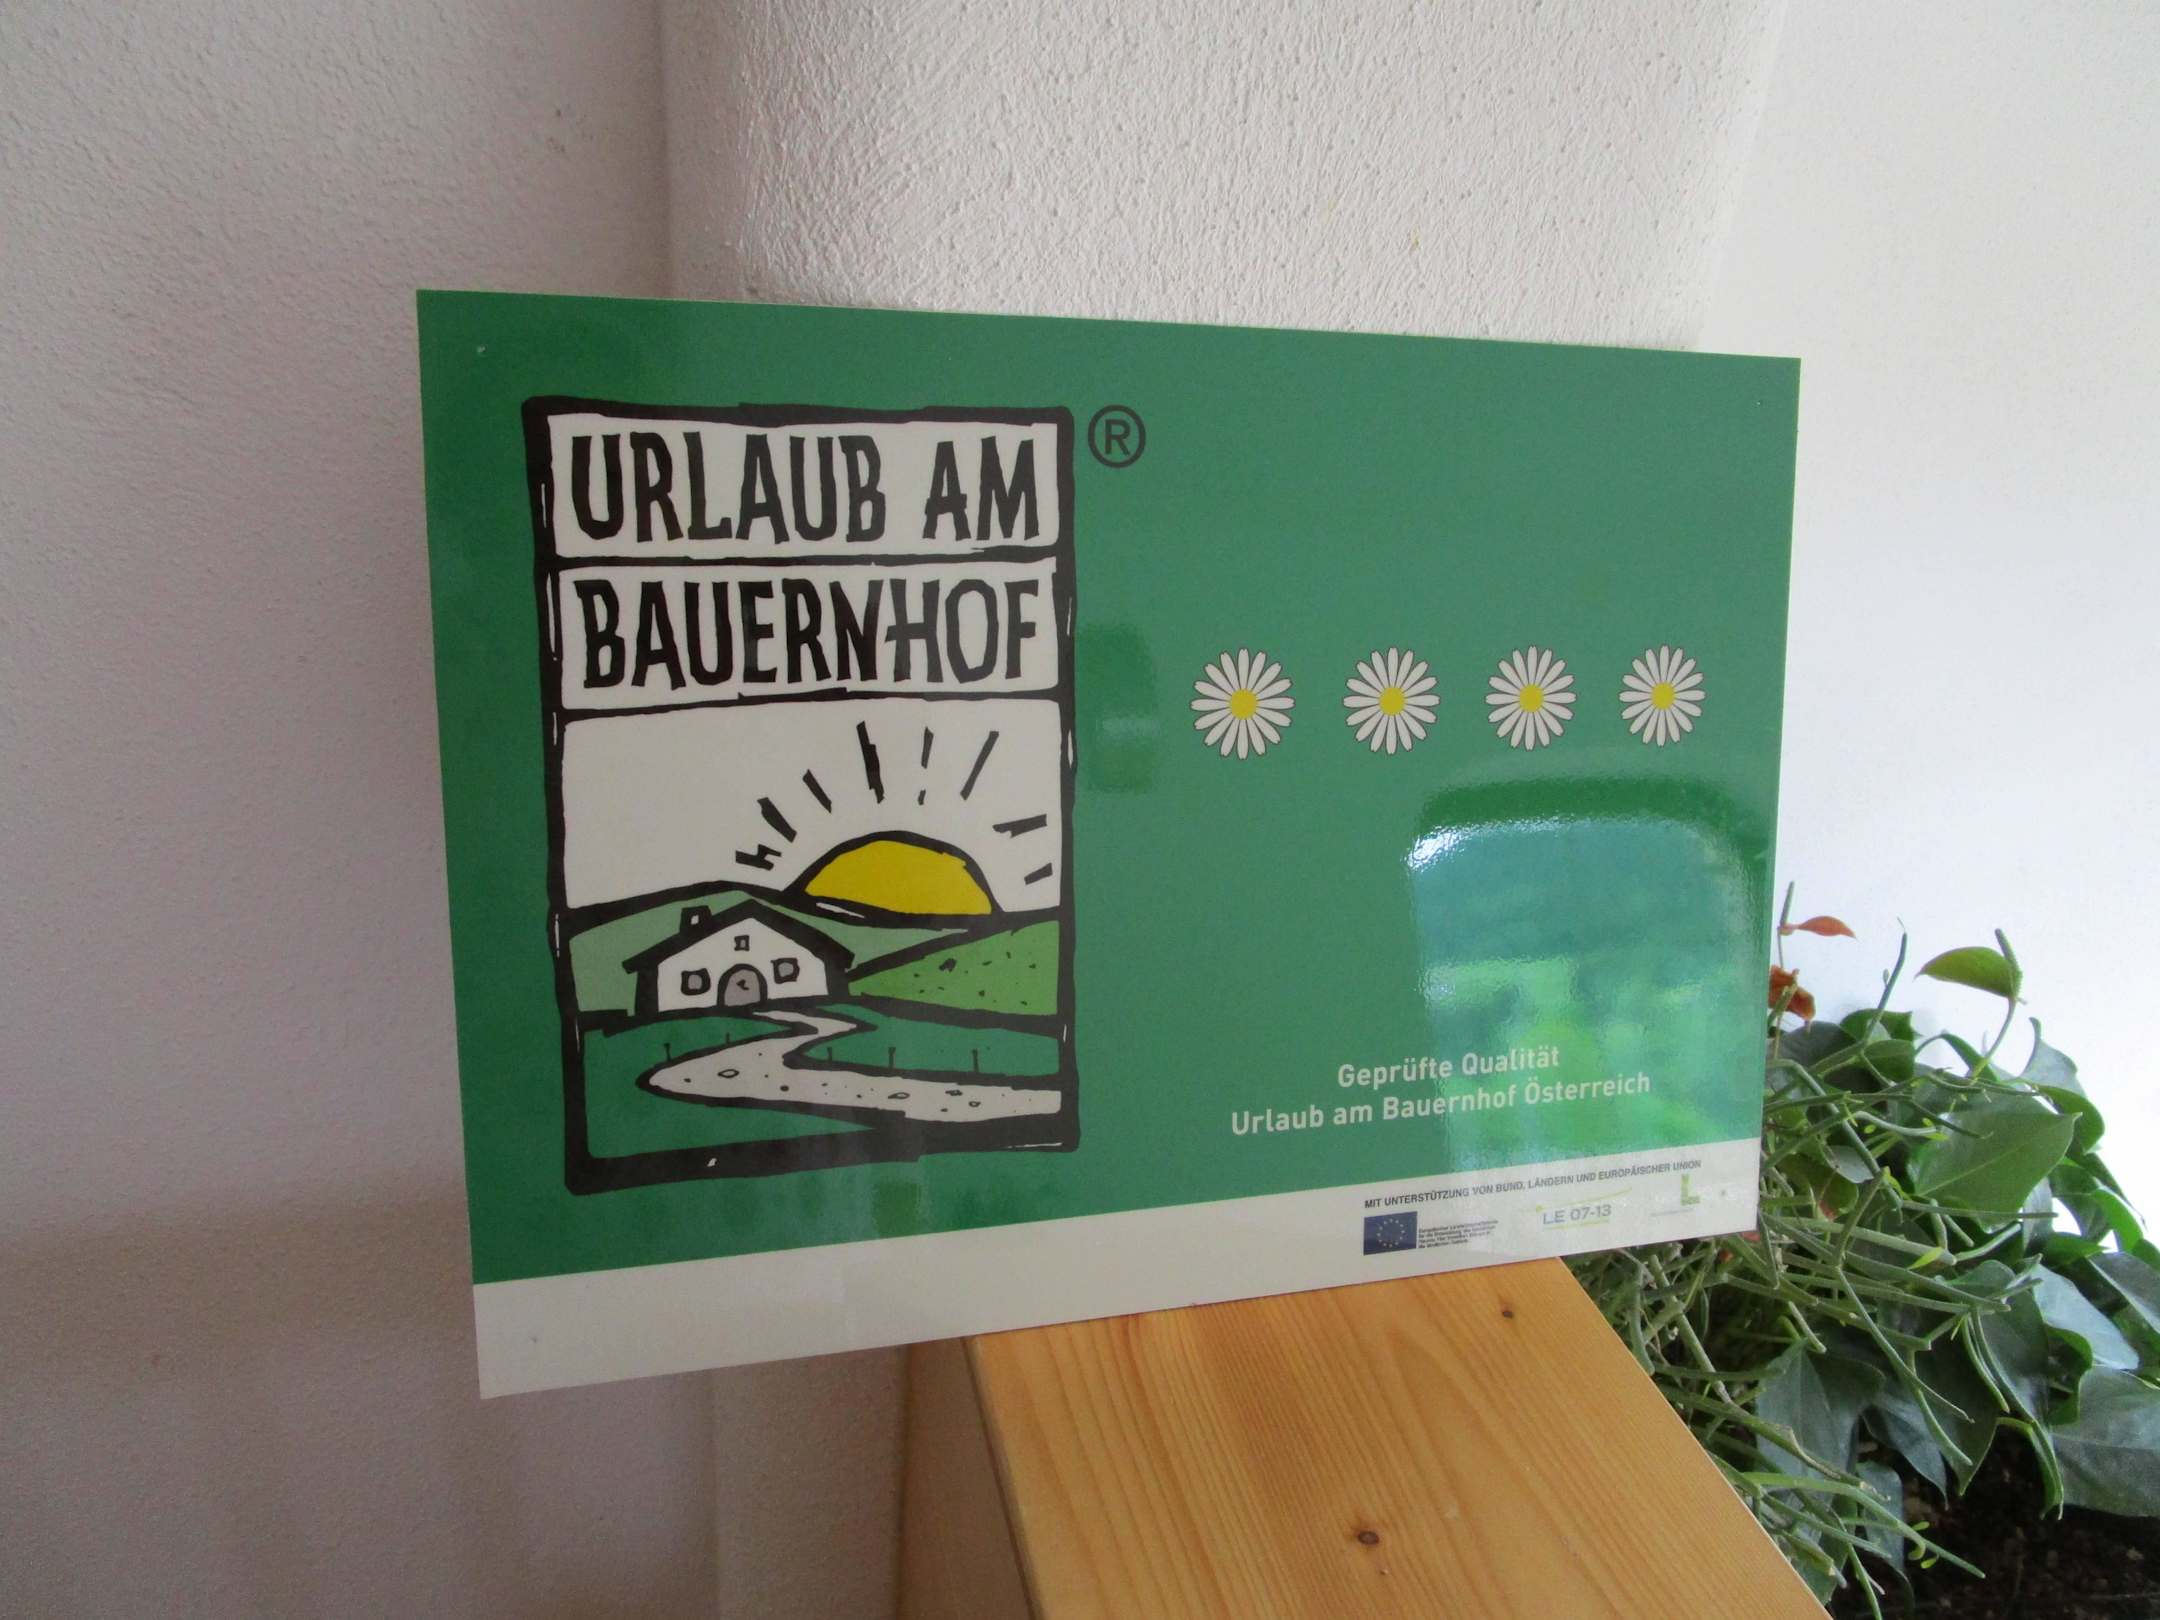 URLAUB AM
®
BAUERNHOF
Geprüfte Qualität
Urlaub am Bauernhof Österreich
MIT UNTERSTÜTZUNG VON BUND, LÄNDERN UND EUROPÄISCHER UNION
LE 07-13